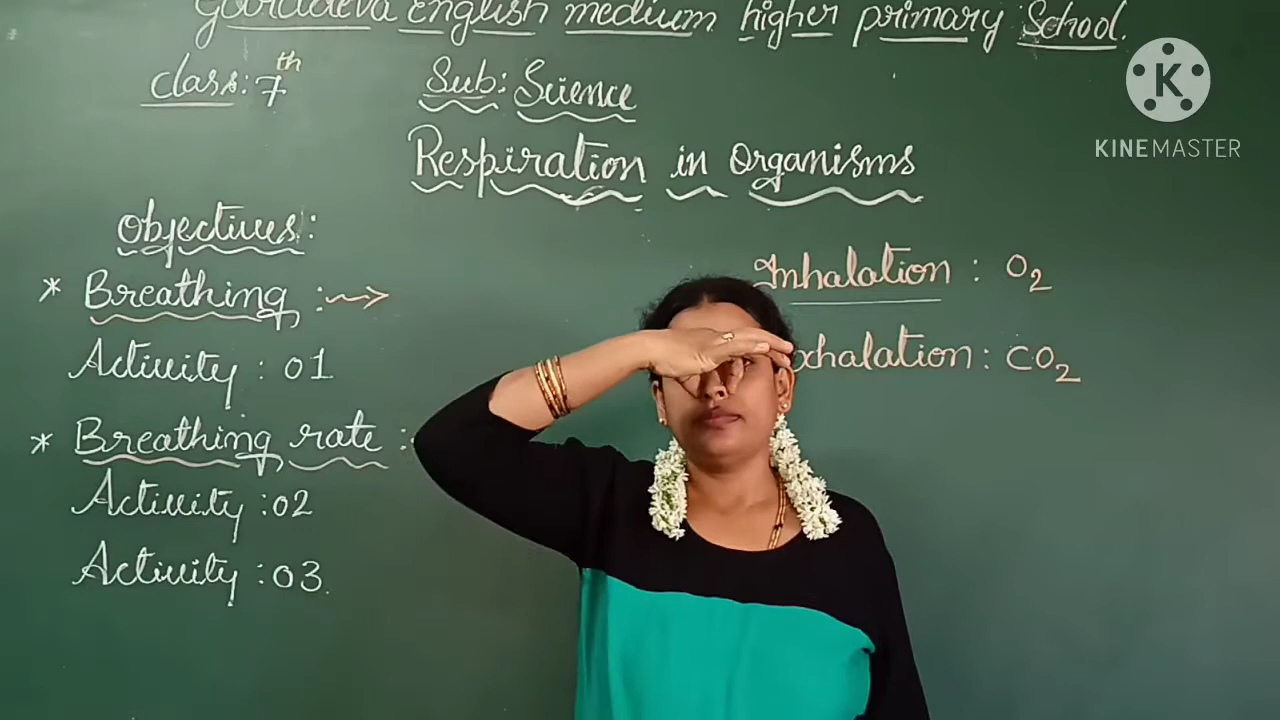 Gowradeva English medium higher primary School.
class: 7th
Sub: Science
Respiration in Organisms
Objectives:
* Breathing :
Activity : 01
* Breathing rate :
Activity : 02
Activity : 03.
Inhalation : O2
xhalation : CO2
K
KINEMASTER